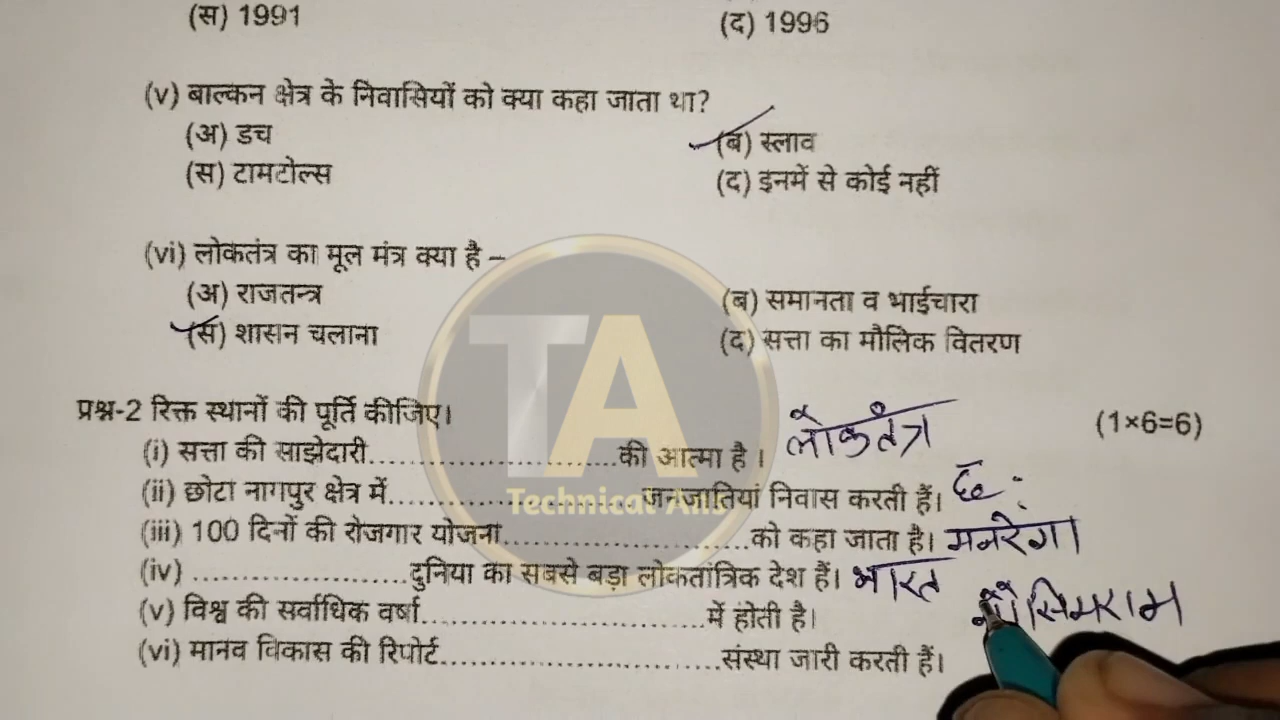 (स) 1991 (द) 1996
(v) बाल्कन क्षेत्र के निवासियों को क्या कहा जाता था?
(अ) डच (ब) स्लाव
(स) टामटोल्स (द) इनमें से कोई नहीं
(vi) लोकतंत्र का मूल मंत्र क्या है –
(अ) राजतन्त्र (ब) समानता व भाईचारा
(स) शासन चलाना (द) सत्ता का मौलिक वितरण
प्रश्न-2 रिक्त स्थानों की पूर्ति कीजिए। (1×6=6)
(i) सत्ता की साझेदारी..............................की आत्मा है। लोकतंत्र
(ii) छोटा नागपुर क्षेत्र में..............................जनजातियां निवास करती हैं।
(iii) 100 दिनों की रोजगार योजना..............................को कहा जाता है। मनरेगा
(iv) ..........................दुनिया का सबसे बड़ा लोकतांत्रिक देश हैं। भारत
(v) विश्व की सर्वाधिक वर्षा..................................में होती है।
(vi) मानव विकास की रिपोर्ट..................................संस्था जारी करती हैं।
TA
Technical Ans